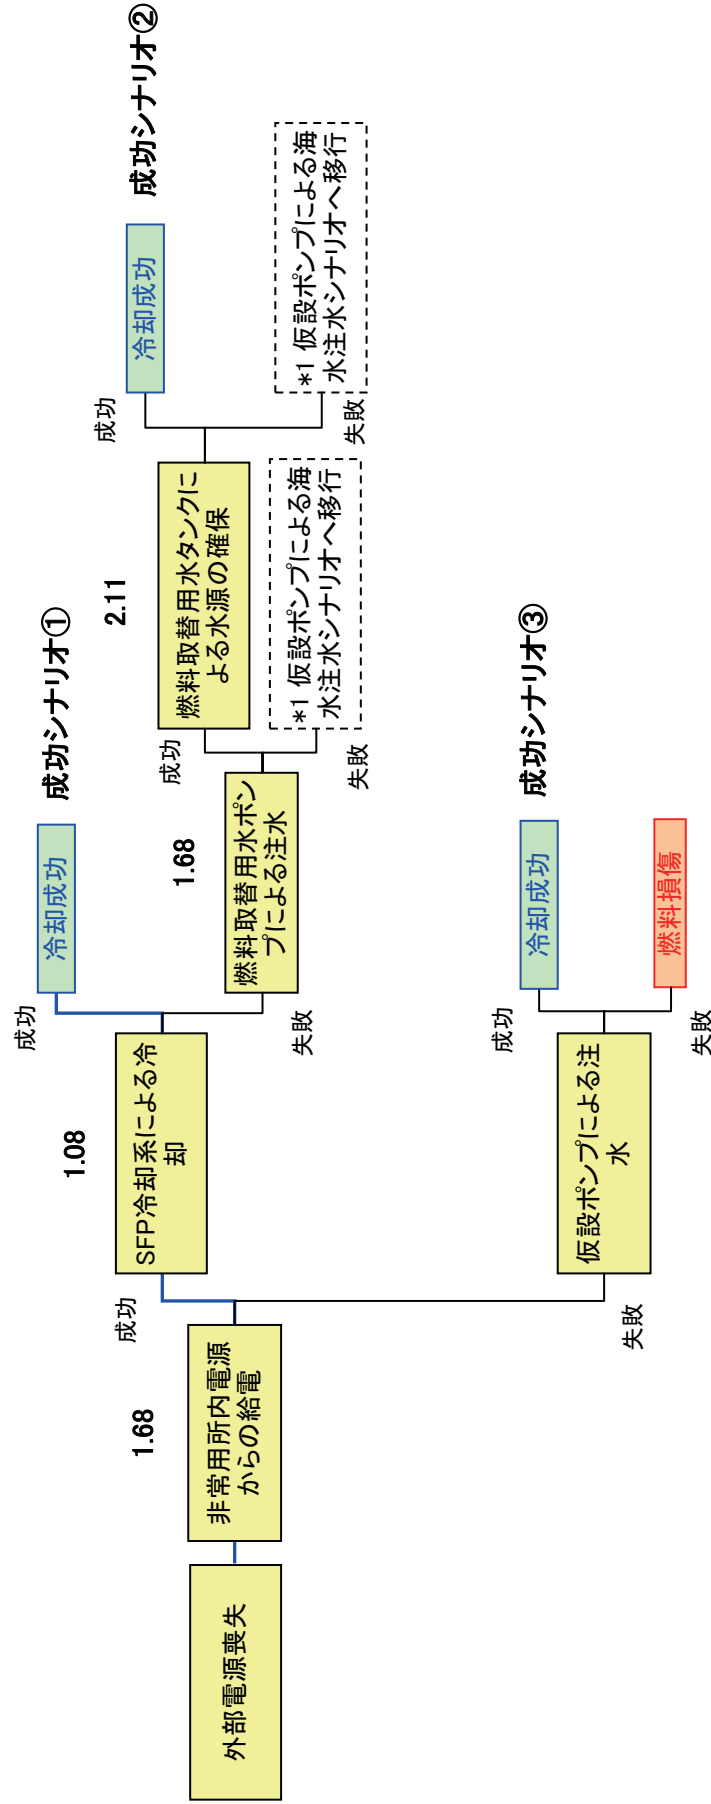 外部電源喪失
1.68
非常用所内電源
からの給電
成功
失敗
1.08
SFP冷却系による冷
却
成功
失敗
冷却成功
成功シナリオ①
1.68
燃料取替用水ポン
プによる注水
成功
失敗
2.11
燃料取替用水タンクに
よる水源の確保
*1 仮設ポンプによる海
水注水シナリオへ移行
成功
失敗
冷却成功
成功シナリオ②
*1 仮設ポンプによる海
水注水シナリオへ移行
仮設ポンプによる注
水
成功
失敗
冷却成功
成功シナリオ③
燃料損傷